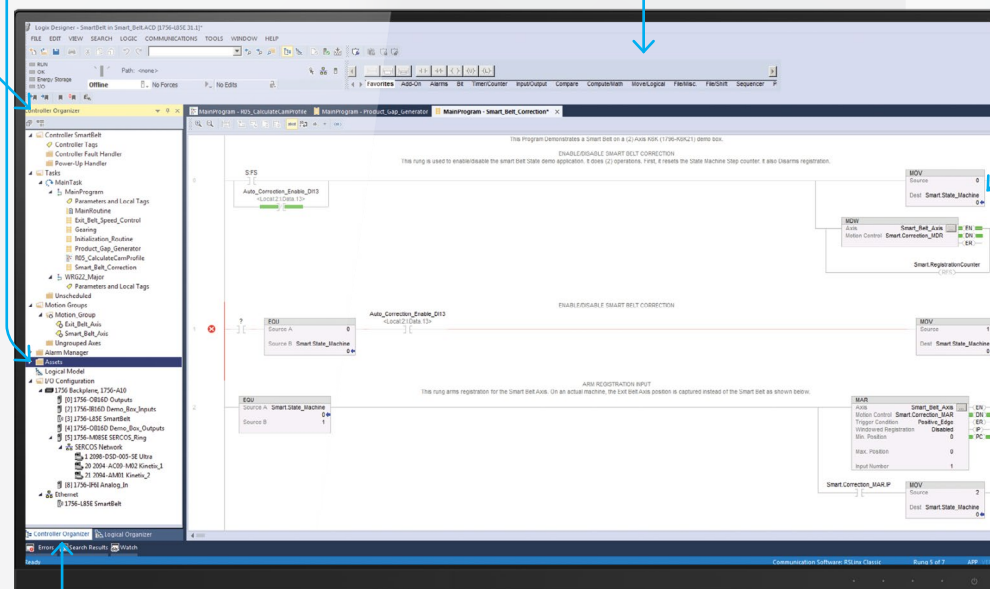 Logix Designer - SmartBelt in Smart_Belt.ACD [1756-L85E 31.1]*
FILE EDIT VIEW SEARCH LOGIC COMMUNICATIONS TOOLS WINDOW HELP
RUN
OK
Energy Storage
I/O
Offline
Path: <none>
No Forces
No Edits
Favorites Add-On Alarms Bit Timer/Counter Input/Output Compare Compute/Math Move/Logical File/Misc. File/Shift Sequencer
Controller Organizer
Controller SmartBelt
Controller Tags
Controller Fault Handler
Power-Up Handler
Tasks
MainTask
MainProgram
Parameters and Local Tags
MainRoutine
Exit_Belt_Speed_Control
Gearing
Initialization_Routine
Product_Gap_Generator
R05_CalculateCamProfile
Smart_Belt_Correction
WRG22_Major
Parameters and Local Tags
Unscheduled
Motion Groups
Motion_Group
Exit_Belt_Axis
Smart_Belt_Axis
Ungrouped Axes
Alarm Manager
Assets
Logical Model
I/O Configuration
1756 Backplane, 1756-A10
[0] 1756-OB16D Outputs
[2] 1756-IB16D Demo_Box_Inputs
[3] 1756-L85E SmartBelt
[4] 1756-OB16D Demo_Box_Outputs
[5] 1756-M08SE SERCOS_Ring
SERCOS Network
1 2098-DSD-005-SE Ultra
20 2094-AC09-M02 Kinetix_1
21 2094-AM01 Kinetix_2
[8] 1756-IF6I Analog_In
Ethernet
1756-L85E SmartBelt
Controller Organizer Logical Organizer
Errors Search Results Watch
Ready
MainProgram - R05_CalculateCamProfile MainProgram - Product_Gap_Generator MainProgram - Smart_Belt_Correction*
This Program Demonstrates a Smart Belt on a (2) Axis K6K (1796-K6K21) demo box.
ENABLE/DISABLE SMART BELT CORRECTION
This rung is used to enable/disable the smart Belt State demo application. It does (2) operations. First, it resets the State Machine Step counter. It also Disarms registration.
0
S:FS
Auto_Correction_Enable_DI13
<Local:2:I.Data.13>
MOV
Source 0
Dest Smart.State_Machine
0
MDW
Axis Smart_Belt_Axis
Motion Control Smart.Correction_MDR
EN
DN
ER
Smart.RegistrationCounter
RES
ENABLE/DISABLE SMART BELT CORRECTION
1
?
EQU
Source A 0
Source B Smart.State_Machine
0
Auto_Correction_Enable_DI13
<Local:2:I.Data.13>
MOV
Source 1
Dest Smart.State_Machine
0
ARM REGISTRATION INPUT
This rung arms registration for the Smart Belt Axis. On an actual machine, the Exit Belt Axis position is captured instead of the Smart Belt as shown below.
2
EQU
Source A Smart.State_Machine
0
Source B 1
MAR
Axis Smart_Belt_Axis
Motion Control Smart.Correction_MAR
Trigger Condition Positive_Edge
Windowed Registration Disabled
Min. Position 0
Max. Position 0
Input Number 1
EN
DN
ER
IP
PC
Smart.Correction_MAR.IP
MOV
Source 2
Dest Smart.State_Machine
0
Communication Software: RSLinx Classic Rung 5 of 7 APP